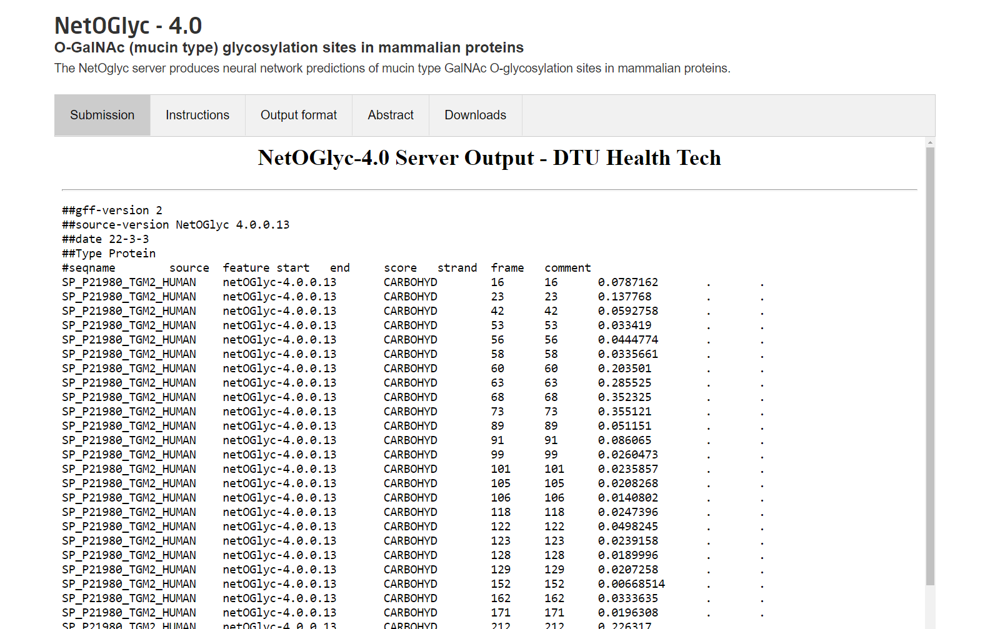 NetOGlyc - 4.0
O-GalNAc (mucin type) glycosylation sites in mammalian proteins
The NetOglyc server produces neural network predictions of mucin type GalNAc O-glycosylation sites in mammalian proteins.
Submission Instructions Output format Abstract Downloads
NetOGlyc-4.0 Server Output - DTU Health Tech
##gff-version 2
##source-version NetOGlyc 4.0.0.13
##date 22-3-3
##Type Protein
#seqname source feature start end score strand frame comment
SP_P21980_TGM2_HUMAN netOGlyc-4.0.0.13 CARBOHYD 16 16 0.0787162 . .
SP_P21980_TGM2_HUMAN netOGlyc-4.0.0.13 CARBOHYD 23 23 0.137768 . .
SP_P21980_TGM2_HUMAN netOGlyc-4.0.0.13 CARBOHYD 42 42 0.0592758 . .
SP_P21980_TGM2_HUMAN netOGlyc-4.0.0.13 CARBOHYD 53 53 0.033419 . .
SP_P21980_TGM2_HUMAN netOGlyc-4.0.0.13 CARBOHYD 56 56 0.0444774 . .
SP_P21980_TGM2_HUMAN netOGlyc-4.0.0.13 CARBOHYD 58 58 0.0335661 . .
SP_P21980_TGM2_HUMAN netOGlyc-4.0.0.13 CARBOHYD 60 60 0.203501 . .
SP_P21980_TGM2_HUMAN netOGlyc-4.0.0.13 CARBOHYD 63 63 0.285525 . .
SP_P21980_TGM2_HUMAN netOGlyc-4.0.0.13 CARBOHYD 68 68 0.352325 . .
SP_P21980_TGM2_HUMAN netOGlyc-4.0.0.13 CARBOHYD 73 73 0.355121 . .
SP_P21980_TGM2_HUMAN netOGlyc-4.0.0.13 CARBOHYD 89 89 0.051151 . .
SP_P21980_TGM2_HUMAN netOGlyc-4.0.0.13 CARBOHYD 91 91 0.086065 . .
SP_P21980_TGM2_HUMAN netOGlyc-4.0.0.13 CARBOHYD 99 99 0.0260473 . .
SP_P21980_TGM2_HUMAN netOGlyc-4.0.0.13 CARBOHYD 101 101 0.0235857 . .
SP_P21980_TGM2_HUMAN netOGlyc-4.0.0.13 CARBOHYD 105 105 0.0208268 . .
SP_P21980_TGM2_HUMAN netOGlyc-4.0.0.13 CARBOHYD 106 106 0.0140802 . .
SP_P21980_TGM2_HUMAN netOGlyc-4.0.0.13 CARBOHYD 118 118 0.0247396 . .
SP_P21980_TGM2_HUMAN netOGlyc-4.0.0.13 CARBOHYD 122 122 0.0498245 . .
SP_P21980_TGM2_HUMAN netOGlyc-4.0.0.13 CARBOHYD 123 123 0.0239158 . .
SP_P21980_TGM2_HUMAN netOGlyc-4.0.0.13 CARBOHYD 128 128 0.0189996 . .
SP_P21980_TGM2_HUMAN netOGlyc-4.0.0.13 CARBOHYD 129 129 0.0207258 . .
SP_P21980_TGM2_HUMAN netOGlyc-4.0.0.13 CARBOHYD 152 152 0.00668514 . .
SP_P21980_TGM2_HUMAN netOGlyc-4.0.0.13 CARBOHYD 162 162 0.0333635 . .
SP_P21980_TGM2_HUMAN netOGlyc-4.0.0.13 CARBOHYD 171 171 0.0196308 . .
SP_P21980_TGM2_HUMAN netOGlyc-4.0.0.13 CARBOHYD 212 212 0.226317